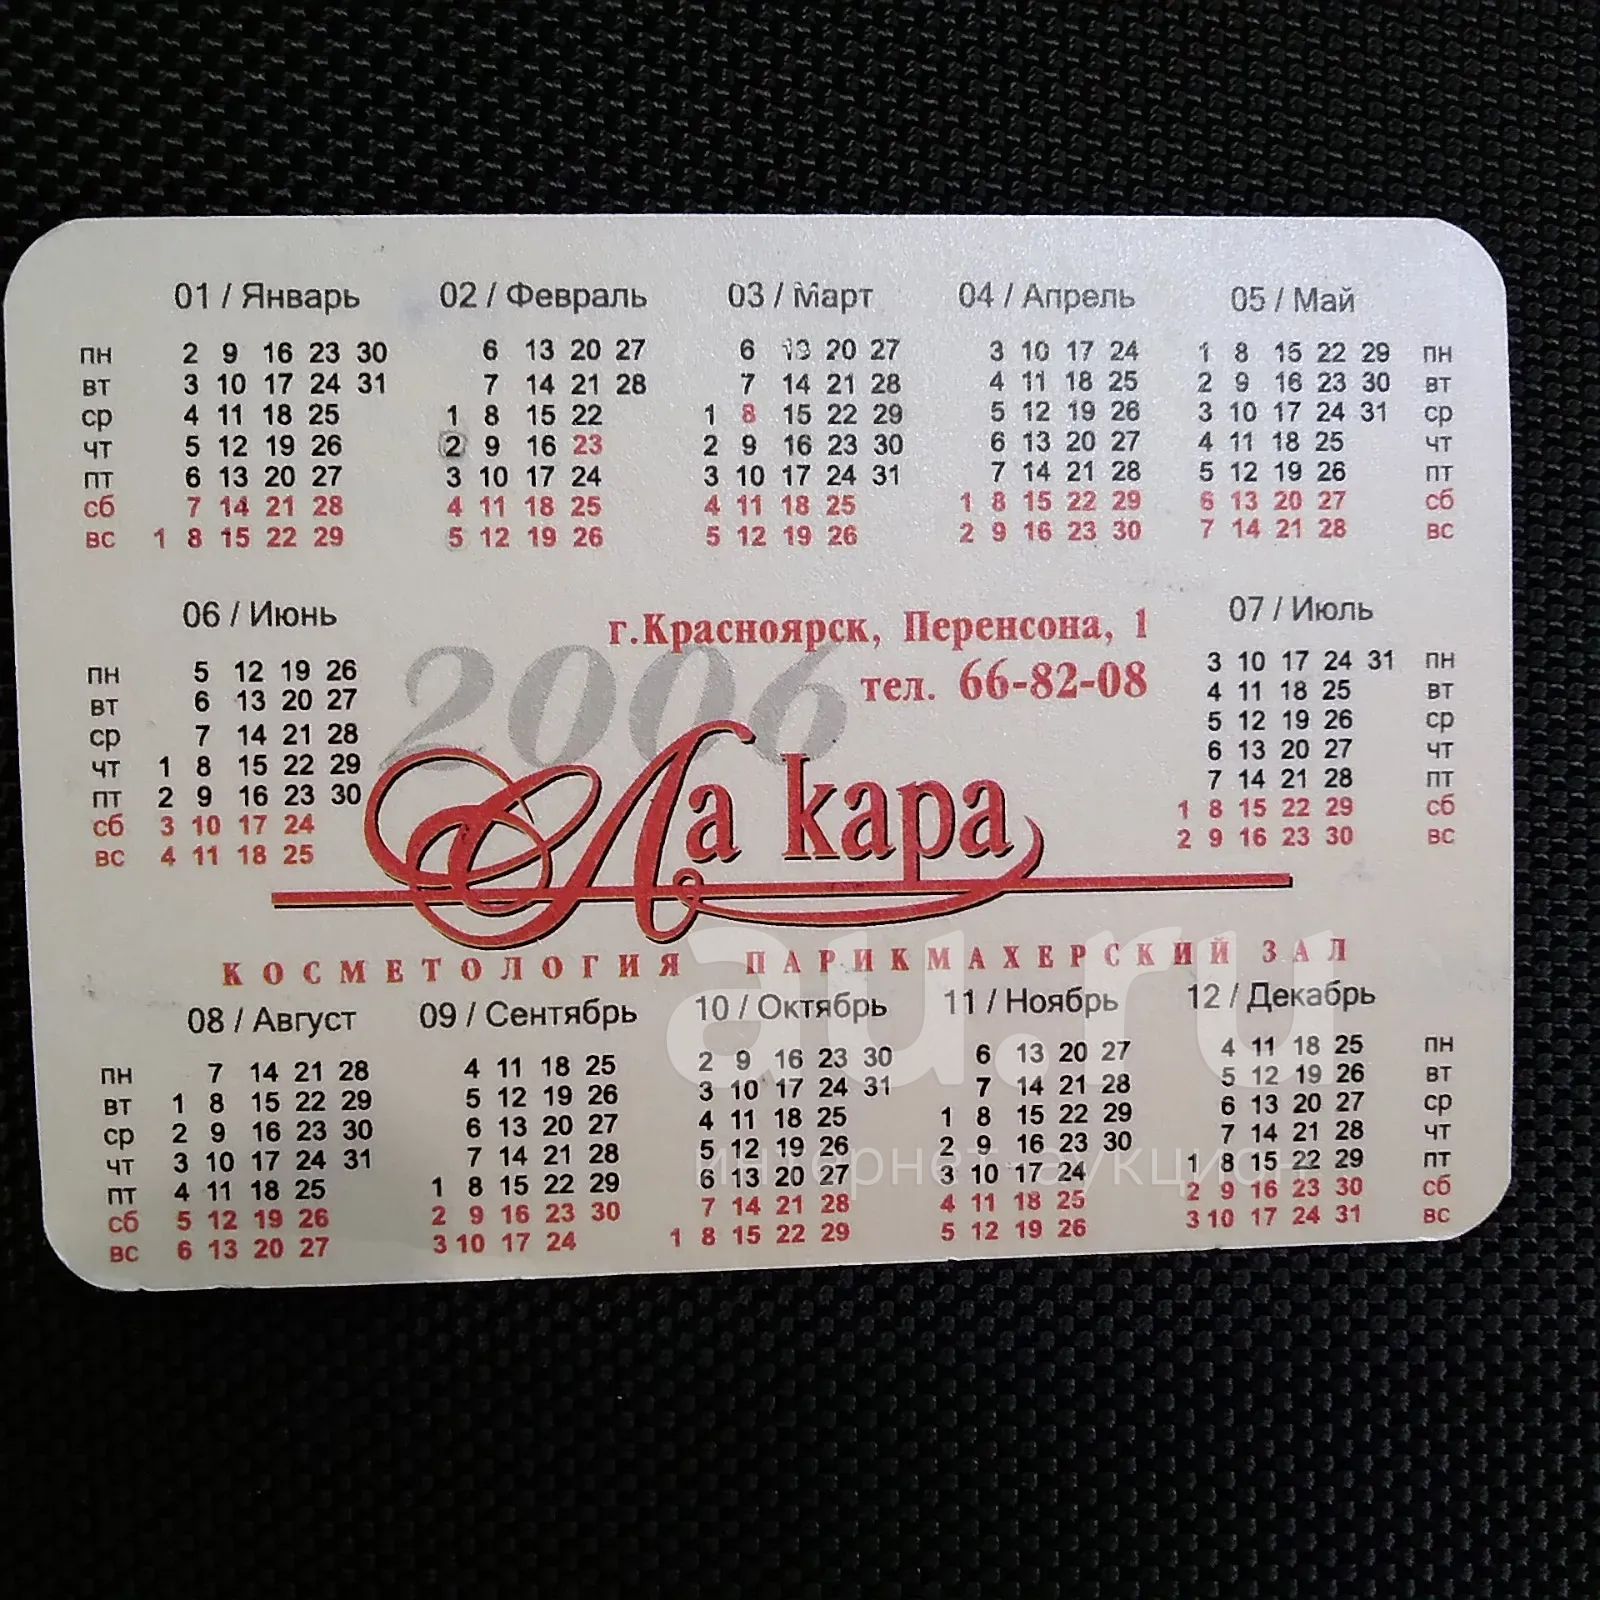 01 / Январь 02 / Февраль 03 / Март 04 / Апрель 05 / Май
пн 2 9 16 23 30 6 13 20 27 6 13 20 27 3 10 17 24 1 8 15 22 29 пн
вт 3 10 17 24 31 7 14 21 28 7 14 21 28 4 11 18 25 2 9 16 23 30 вт
ср 4 11 18 25 1 8 15 22 1 8 15 22 29 5 12 19 26 3 10 17 24 31 ср
чт 5 12 19 26 2 9 16 23 2 9 16 23 30 6 13 20 27 4 11 18 25 чт
пт 6 13 20 27 3 10 17 24 3 10 17 24 31 7 14 21 28 5 12 19 26 пт
сб 7 14 21 28 4 11 18 25 4 11 18 25 1 8 15 22 29 6 13 20 27 сб
вс 1 8 15 22 29 5 12 19 26 5 12 19 26 2 9 16 23 30 7 14 21 28 вс
06 / Июнь
пн 5 12 19 26
вт 6 13 20 27
ср 7 14 21 28
чт 1 8 15 22 29
пт 2 9 16 23 30
сб 3 10 17 24
вс 4 11 18 25
2006
г.Красноярск, Перенсона, 1
тел. 66-82-08
Ла кара
КОСМЕТОЛОГИЯ ПАРИКМАХЕРСКИЙ ЗАЛ
07 / Июль
3 10 17 24 31 пн
4 11 18 25 вт
5 12 19 26 ср
6 13 20 27 чт
7 14 21 28 пт
1 8 15 22 29 сб
2 9 16 23 30 вс
08 / Август 09 / Сентябрь 10 / Октябрь 11 / Ноябрь 12 / Декабрь
пн 7 14 21 28 4 11 18 25 2 9 16 23 30 6 13 20 27 4 11 18 25 пн
вт 1 8 15 22 29 5 12 19 26 3 10 17 24 31 7 14 21 28 5 12 19 26 вт
ср 2 9 16 23 30 6 13 20 27 4 11 18 25 1 8 15 22 29 6 13 20 27 ср
чт 3 10 17 24 31 7 14 21 28 5 12 19 26 2 9 16 23 30 7 14 21 28 чт
пт 4 11 18 25 1 8 15 22 29 6 13 20 27 3 10 17 24 1 8 15 22 29 пт
сб 5 12 19 26 2 9 16 23 30 7 14 21 28 4 11 18 25 2 9 16 23 30 сб
вс 6 13 20 27 3 10 17 24 1 8 15 22 29 5 12 19 26 3 10 17 24 31 вс
au.ru
интернет-аукцион